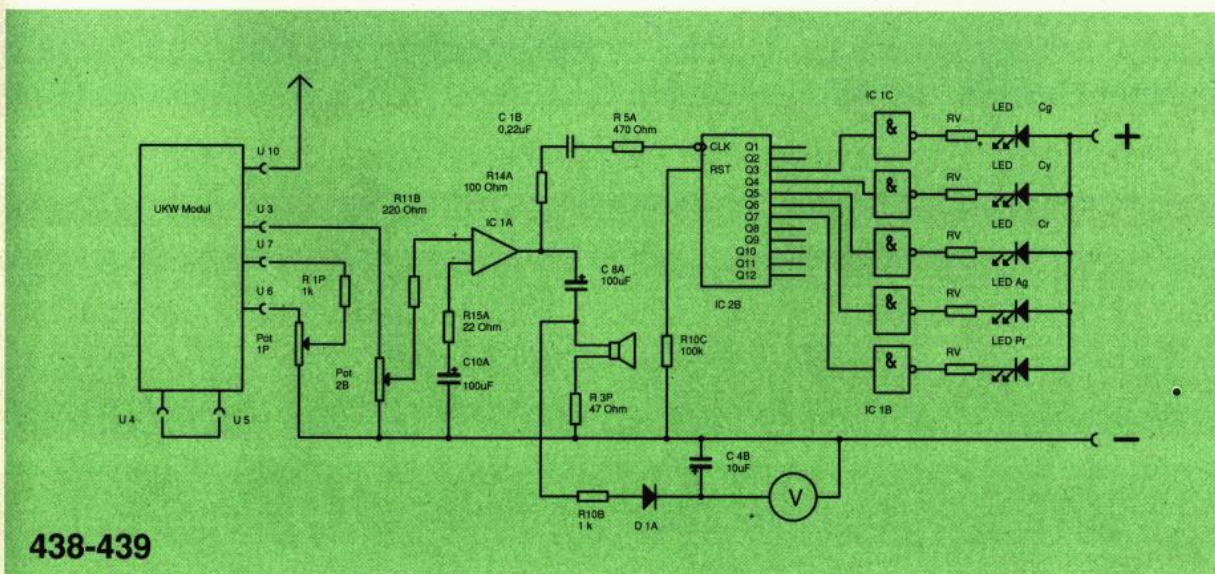 U 10
UKW Modul
U 3
U 7
R 1P
1k
U 6
Pot
1P
U 4
U 5
Pot
2B
R11B
220 Ohm
IC 1A
+
-
R15A
22 Ohm
C10A
100uF
R14A
100 Ohm
C 1B
0,22uF
R 5A
470 Ohm
C 8A
100uF
R 3P
47 Ohm
R10B
1 k
D 1A
C 4B
10uF
V
R10C
100k
CLK
RST
Q1
Q2
Q3
Q4
Q5
Q6
Q7
Q8
Q9
Q10
Q11
Q12
IC 2B
IC 1C
&
RV
LED Cg
&
RV
LED Cy
&
RV
LED Cr
&
RV
LED Ag
&
RV
LED Pr
IC 1B
+
−
438-439